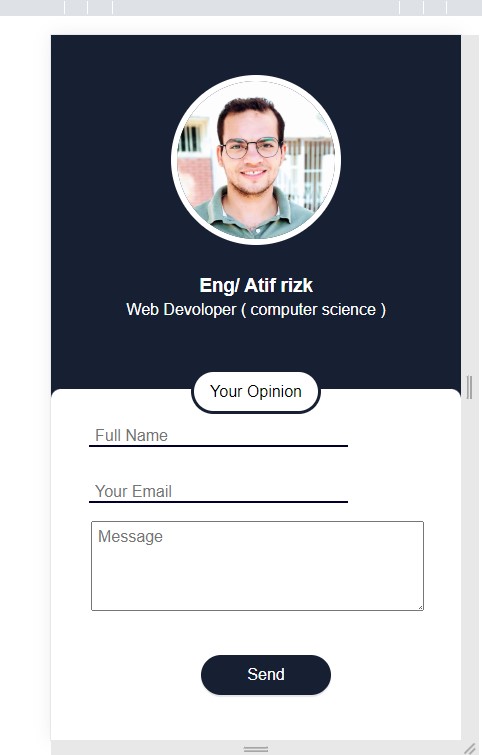 Eng/ Atif rizk
Web Devoloper ( computer science )
Your Opinion
Full Name
Your Email
Message
Send